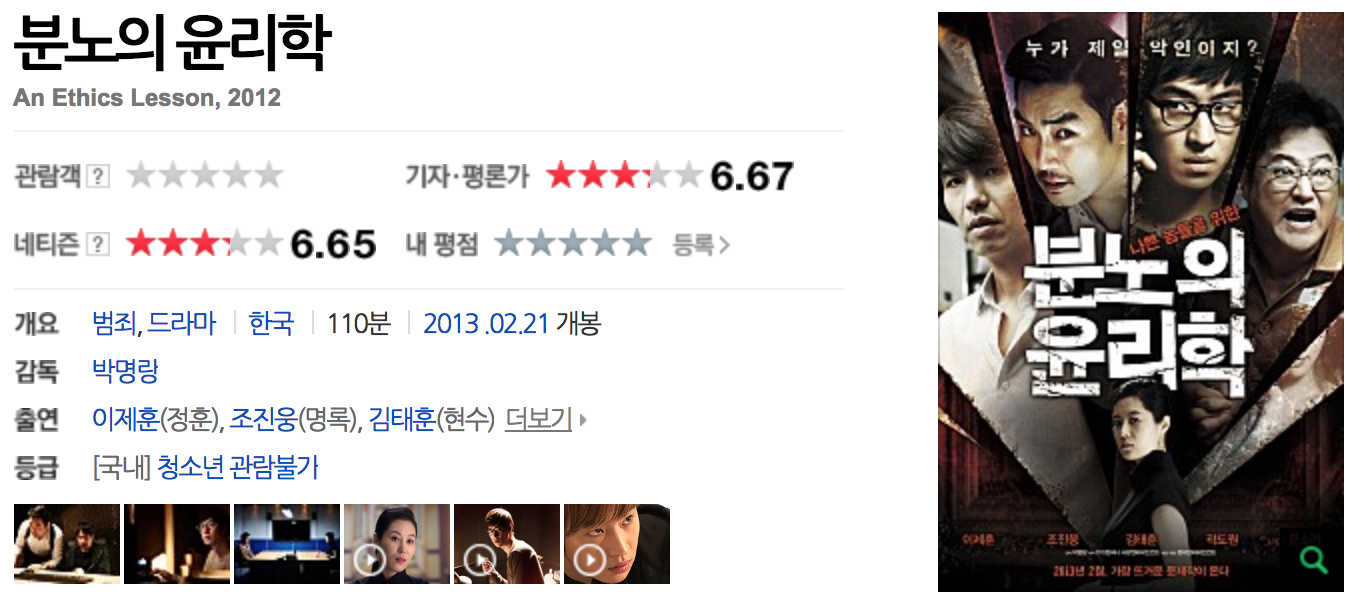 분노의 윤리학
An Ethics Lesson, 2012
관람객 ? 기자·평론가 6.67
네티즌 ? 6.65 내 평점 등록
개요 범죄, 드라마 한국 110분 2013 .02.21 개봉
감독 박명랑
출연 이제훈(정훈), 조진웅(명록), 김태훈(현수) 더보기
등급 [국내] 청소년 관람불가
누가 제일 악인이지?
나쁜 놈들을 위한
분노의
윤리학
이제훈 조진웅 김태훈 곽도원
2013년 2월, 가장 뜨거운 문제작이 온다